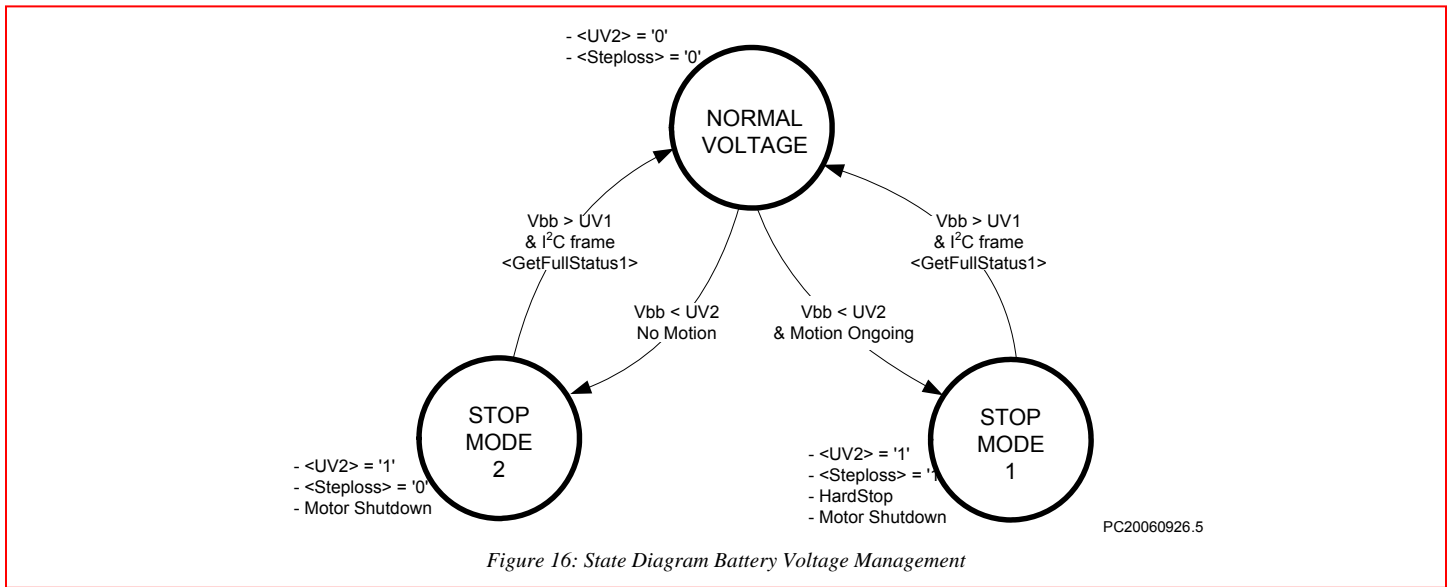 - <UV2> = '0'
- <Steploss> = '0'
NORMAL
VOLTAGE
Vbb > UV1
& I²C frame
<GetFullStatus1>
Vbb > UV1
& I²C frame
<GetFullStatus1>
Vbb < UV2
No Motion
Vbb < UV2
& Motion Ongoing
STOP
MODE
2
STOP
MODE
1
- <UV2> = '1'
- <Steploss> = '0'
- Motor Shutdown
- <UV2> = '1'
- <Steploss> = '1
- HardStop
- Motor Shutdown
PC20060926.5
Figure 16: State Diagram Battery Voltage Management